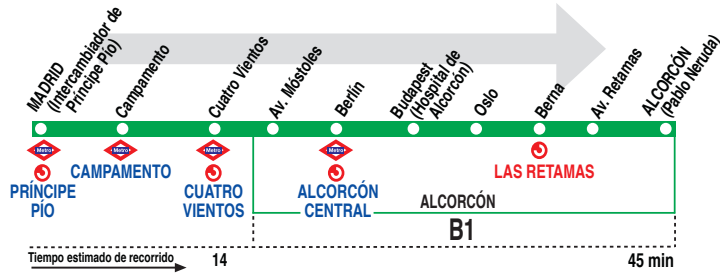 MADRID
(Intercambiador de
Príncipe Pío)
Campamento
Cuatro Vientos
Av. Móstoles
Berlín
Budapest
(Hospital de
Alcorcón)
Oslo
Berna
Av. Retamas
ALCORCÓN
(Pablo Neruda)
Metro
Metro
Metro
Metro
PRÍNCIPE
PÍO
CAMPAMENTO
CUATRO
VIENTOS
ALCORCÓN
CENTRAL
LAS RETAMAS
ALCORCÓN
B1
Tiempo estimado de recorrido
14
45 min